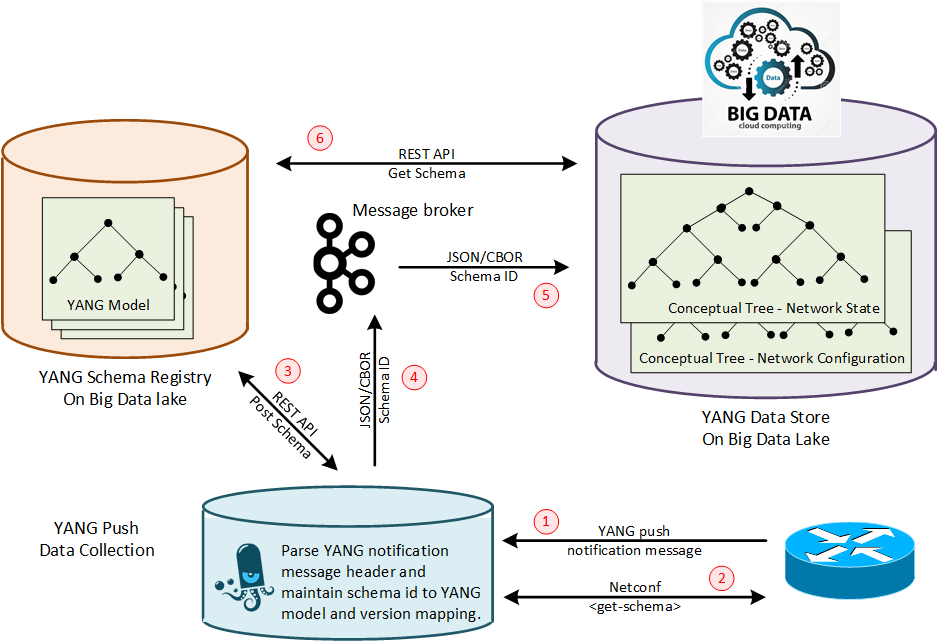 Data
Data
Data
BIG DATA
cloud computing
6
REST API
Get Schema
Message broker
JSON/CBOR
Schema ID
5
YANG Model
Conceptual Tree - Network State
Conceptual Tree - Network Configuration
YANG Schema Registry
On Big Data lake
3
REST API
Post Schema
JSON/CBOR
Schema ID
4
YANG Data Store
On Big Data Lake
YANG Push
Data Collection
Parse YANG notification
message header and
maintain schema id to YANG
model and version mapping.
1
YANG push
notification message
2
Netconf
<get-schema>